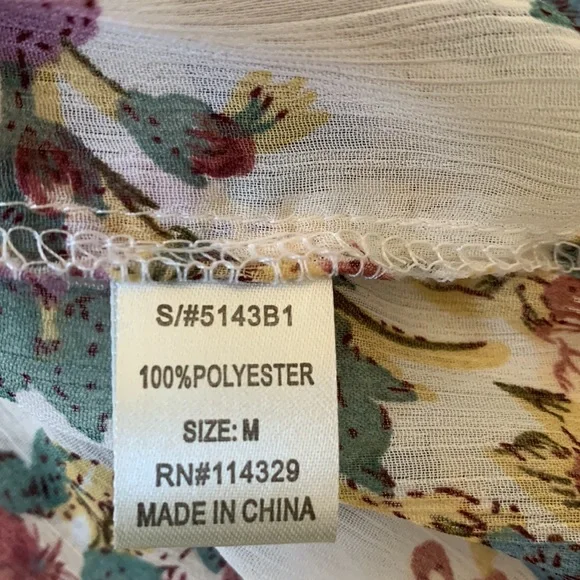 S/#5143B1
100%POLYESTER
SIZE: M
RN#114329
MADE IN CHINA